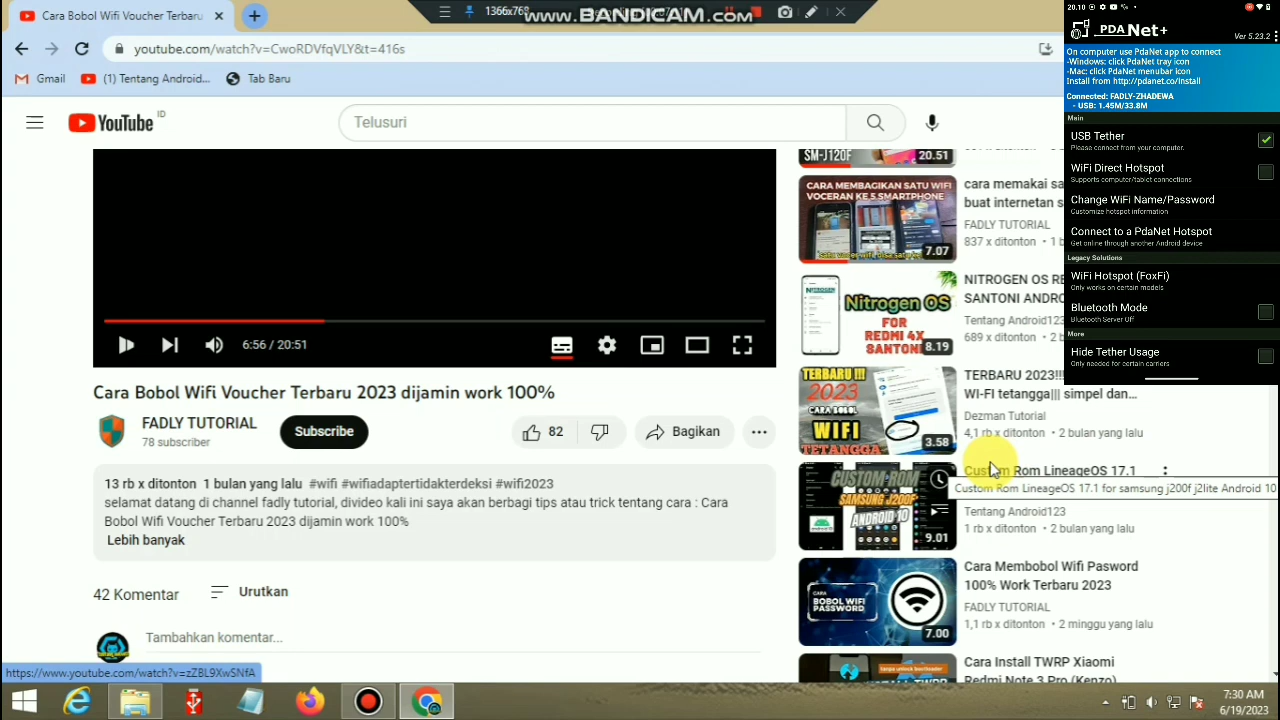 Cara Bobol Wifi Voucher Terbaru
1366x768
www.BANDICAM.com
20.10
PDA Net+
Ver 5.23.2
youtube.com/watch?v=CwoRDVfqVLY&t=416s
Gmail
(1) Tentang Android...
Tab Baru
On computer use PdaNet app to connect
-Windows: click PdaNet tray icon
-Mac: click PdaNet menubar icon
Install from http://pdanet.co/install
Connected: FADLY-ZHADEWA
- USB: 1.45M/33.8M
Main
USB Tether
Please connect from your computer.
WiFi Direct Hotspot
Supports computer/tablet connections
Change WiFi Name/Password
Customize hotspot information
Connect to a PdaNet Hotspot
Get online through another Android device
Legacy Solutions
WiFi Hotspot (FoxFi)
Only works on certain models
Bluetooth Mode
Bluetooth Server Off
More
Hide Tether Usage
Only needed for certain carriers
YouTube ID
Telusuri
6:56 / 20:51
Cara Bobol Wifi Voucher Terbaru 2023 dijamin work 100%
FADLY TUTORIAL
78 subscriber
Subscribe
82
Bagikan
13 rb x ditonton 1 bulan yang lalu #wifi #wifiadaptertidakterdeksi #wifi2023
fadly tutorial, di video kali ini saya akan berbagi tips atau trick tentang cara : Cara
Bobol Wifi Voucher Terbaru 2023 dijamin work 100%
Lebih banyak
42 Komentar
Urutkan
Tambahkan komentar...
SM-J120F
20.51
CARA MEMBAGIKAN SATU WIFI
VOCERAN KE 5 SMARTPHONE
7.07
cara memakai sa
buat internetan s
FADLY TUTORIAL
837 x ditonton • 1 b
Nitrogen OS
FOR
REDMI 4X
SANTONI
8.19
NITROGEN OS RE
SANTONI ANDRO
Tentang Android123
689 x ditonton • 2 b
TERBARU !!!
2023
CARA BOBOL
WIFI
TETANGGA
3.58
TERBARU 2023!!!
WI-FI tetangga||| simpel dan...
Dezman Tutorial
4,1 rb x ditonton • 2 bulan yang lalu
CUSTOM ROM
SAMSUNG J200F
ANDROID 10
9.01
Custom Rom LineageOS 17.1
Custom Rom LineageOS 17.1 for samsung j200f j2lite Android 10
Tentang Android123
1 rb x ditonton • 2 bulan yang lalu
CARA
BOBOL WIFI
PASSWORD
7.00
Cara Membobol Wifi Pasword
100% Work Terbaru 2023
FADLY TUTORIAL
1,1 rb x ditonton • 2 minggu yang lalu
Cara Install TWRP Xiaomi
Redmi Note 3 Pro (Kenzo)
https://www.youtube.com/watch?v=zZ8L9XwSNfA
7:30 AM
6/19/2023